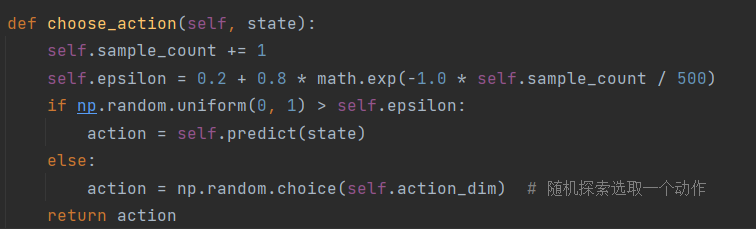 def choose_action(self, state):
    self.sample_count += 1
    self.epsilon = 0.2 + 0.8 * math.exp(-1.0 * self.sample_count / 500)
    if np.random.uniform(0, 1) > self.epsilon:
        action = self.predict(state)
    else:
        action = np.random.choice(self.action_dim)  # 随机探索选取一个动作
    return action